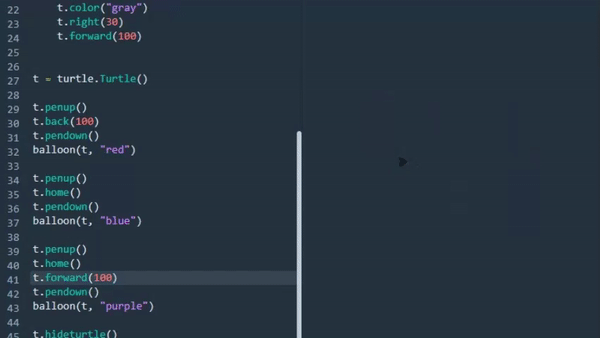 22 t.color("gray")
23 t.right(30)
24 t.forward(100)
25
26
27 t = turtle.Turtle()
28
29 t.penup()
30 t.back(100)
31 t.pendown()
32 balloon(t, "red")
33
34 t.penup()
35 t.home()
36 t.pendown()
37 balloon(t, "blue")
38
39 t.penup()
40 t.home()
41 t.forward(100)
42 t.pendown()
43 balloon(t, "purple")
44
45 t.hideturtle()